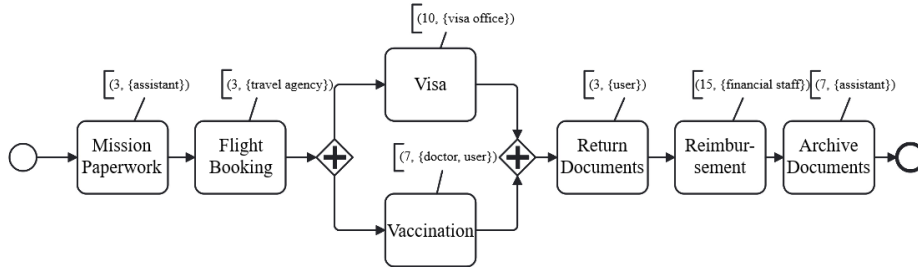 (10, {visa office})
(3, {assistant})
(3, {travel agency})
Visa
(3, {user})
(15, {financial staff})
(7, {assistant})
Mission
Paperwork
Flight
Booking
(7, {doctor, user})
Return
Documents
Reimbur-
sement
Archive
Documents
Vaccination